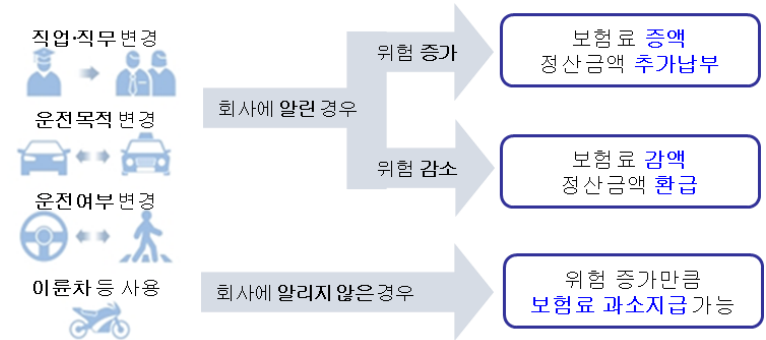 직업·직무 변경
운전목적 변경
운전여부 변경
이륜차 등 사용
회사에 알린 경우
위험 증가
보험료 증액
정산금액 추가납부
위험 감소
보험료 감액
정산금액 환급
회사에 알리지 않은 경우
위험 증가만큼
보험료 과소지급 가능